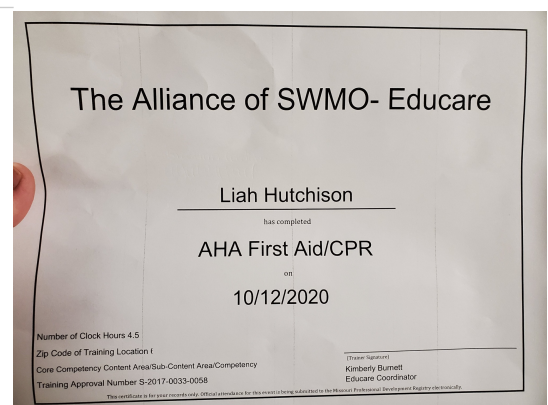 The Alliance of SWMO- Educare
Liah Hutchison
has completed
AHA First Aid/CPR
on
10/12/2020
Number of Clock Hours 4.5
Zip Code of Training Location (
Core Competency Content Area/Sub-Content Area/Competency
Training Approval Number S-2017-0033-0058
(Trainer Signature)
Kimberly Burnett
Educare Coordinator
This certificate is for your records only. Official attendance for this event is being submitted to the Missouri Professional Development Registry electronically.